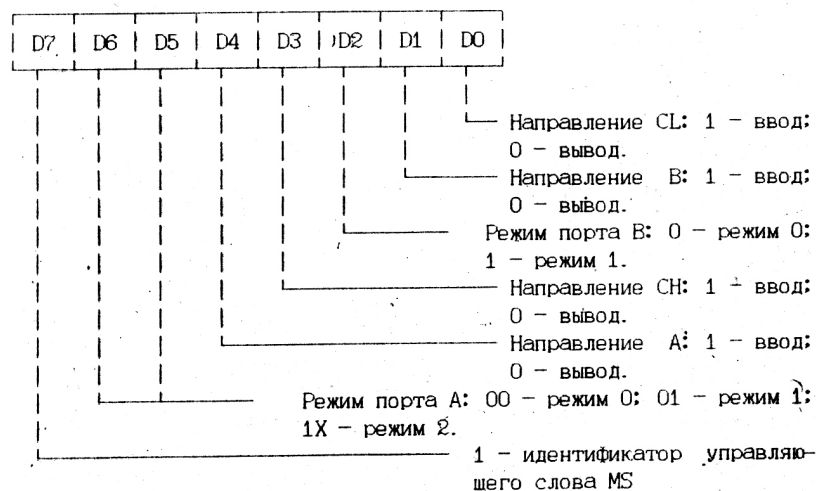 D7 D6 D5 D4 D3 D2 D1 D0
Направление CL: 1 – ввод;
0 – вывод.
Направление B: 1 – ввод;
0 – вывод.
Режим порта B: 0 – режим 0;
1 – режим 1.
Направление CH: 1 – ввод;
0 – вывод.
Направление A: 1 – ввод;
0 – вывод.
Режим порта A: 00 – режим 0; 01 – режим 1;
1X – режим 2.
1 – идентификатор управляю–
щего слова MS